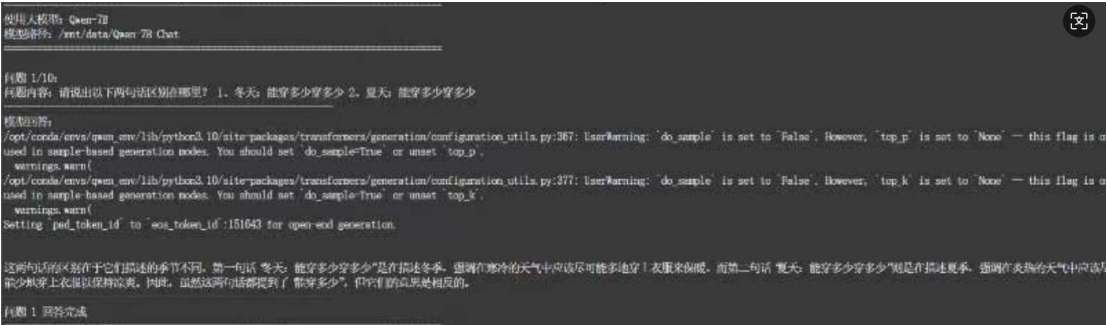 使用大模型: Qwen-7B
模型路径: /mnt/data/Qwen-7B-Chat
问题 1/10:
问题内容: 请说出以下两句话区别在哪里? 1、冬天: 能穿多少穿多少 2、夏天: 能穿多少穿多少
模型回答:
/opt/conda/envs/qwen_env/lib/python3.10/site-packages/transformers/generation/configuration_utils.py:367: UserWarning: `do_sample` is set to `False`. However, `top_p` is set to `None` -- this flag is o
used in sample-based generation modes. You should set `do_sample=True` or unset `top_p`.
warnings.warn(
/opt/conda/envs/qwen_env/lib/python3.10/site-packages/transformers/generation/configuration_utils.py:377: UserWarning: `do_sample` is set to `False`. However, `top_k` is set to `None` -- this flag is o
used in sample-based generation modes. You should set `do_sample=True` or unset `top_k`.
warnings.warn(
Setting `pad_token_id` to `eos_token_id`:151643 for open-end generation.
这两句话的区别在于它们描述的季节不同。第一句话"冬天: 能穿多少穿多少"是在描述冬季, 强调在寒冷的天气中应该尽可能多地穿上衣服来保暖。而第二句话"夏天: 能穿多少穿多少"则是在描述夏季, 强调在炎热的天气中应该尽
能少地穿上衣服以保持凉爽。因此, 虽然这两句话都提到了"能穿多少", 但它们的意思是相反的。
问题 1 回答完成